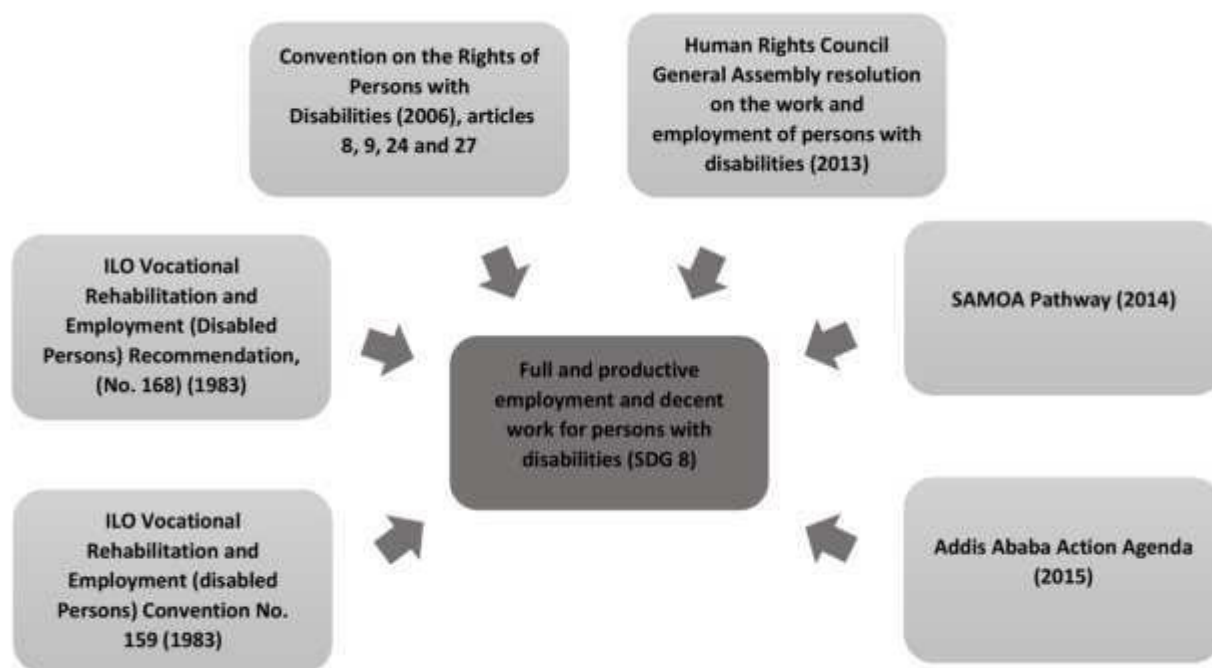 Convention on the Rights of
Persons with
Disabilities (2006), articles
8, 9, 24 and 27
Human Rights Council
General Assembly resolution
on the work and
employment of persons with
disabilities (2013)
ILO Vocational
Rehabilitation and
Employment (Disabled
Persons) Recommendation,
(No. 168) (1983)
SAMOA Pathway (2014)
Full and productive
employment and decent
work for persons with
disabilities (SDG 8)
ILO Vocational
Rehabilitation and
Employment (disabled
Persons) Convention No.
159 (1983)
Addis Ababa Action Agenda
(2015)